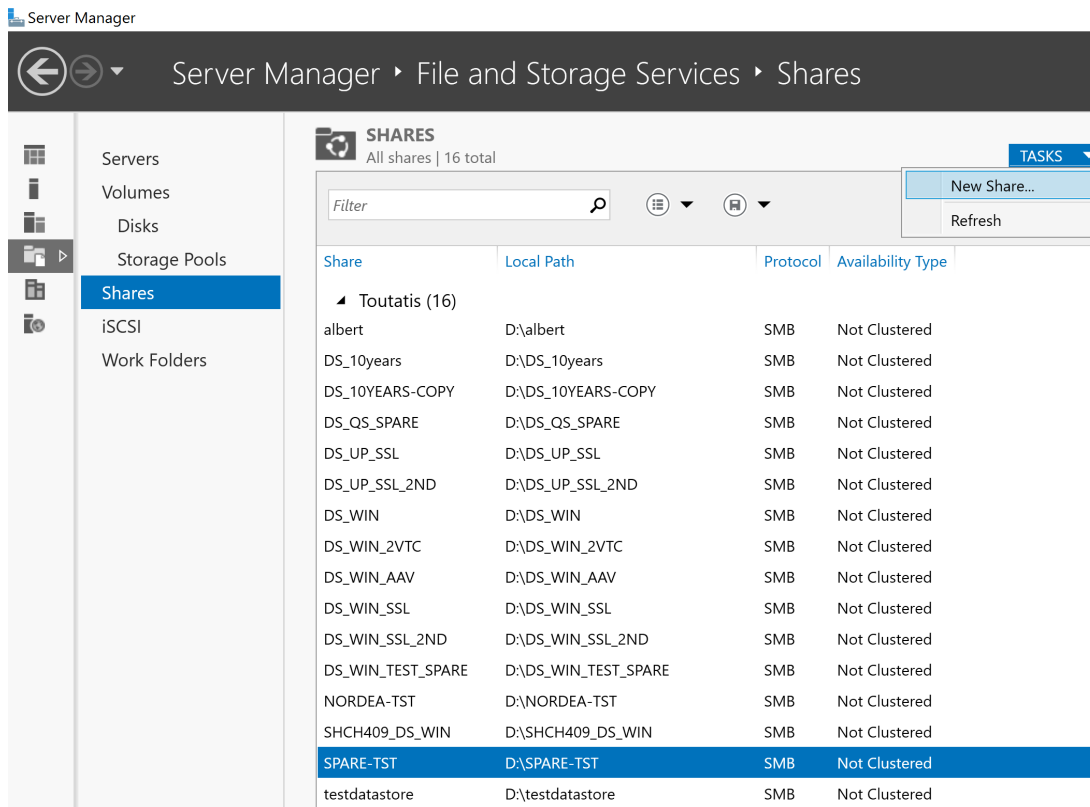 Server Manager
Server Manager ‣ File and Storage Services ‣ Shares
Servers
Volumes
Disks
Storage Pools
Shares
iSCSI
Work Folders
SHARES
All shares | 16 total
TASKS
New Share...
Refresh
Filter
Share Local Path Protocol Availability Type
Toutatis (16)
albert D:\albert SMB Not Clustered
DS_10years D:\DS_10years SMB Not Clustered
DS_10YEARS-COPY D:\DS_10YEARS-COPY SMB Not Clustered
DS_QS_SPARE D:\DS_QS_SPARE SMB Not Clustered
DS_UP_SSL D:\DS_UP_SSL SMB Not Clustered
DS_UP_SSL_2ND D:\DS_UP_SSL_2ND SMB Not Clustered
DS_WIN D:\DS_WIN SMB Not Clustered
DS_WIN_2VTC D:\DS_WIN_2VTC SMB Not Clustered
DS_WIN_AAV D:\DS_WIN_AAV SMB Not Clustered
DS_WIN_SSL D:\DS_WIN_SSL SMB Not Clustered
DS_WIN_SSL_2ND D:\DS_WIN_SSL_2ND SMB Not Clustered
DS_WIN_TEST_SPARE D:\DS_WIN_TEST_SPARE SMB Not Clustered
NORDEA-TST D:\NORDEA-TST SMB Not Clustered
SHCH409_DS_WIN D:\SHCH409_DS_WIN SMB Not Clustered
SPARE-TST D:\SPARE-TST SMB Not Clustered
testdatastore D:\testdatastore SMB Not Clustered